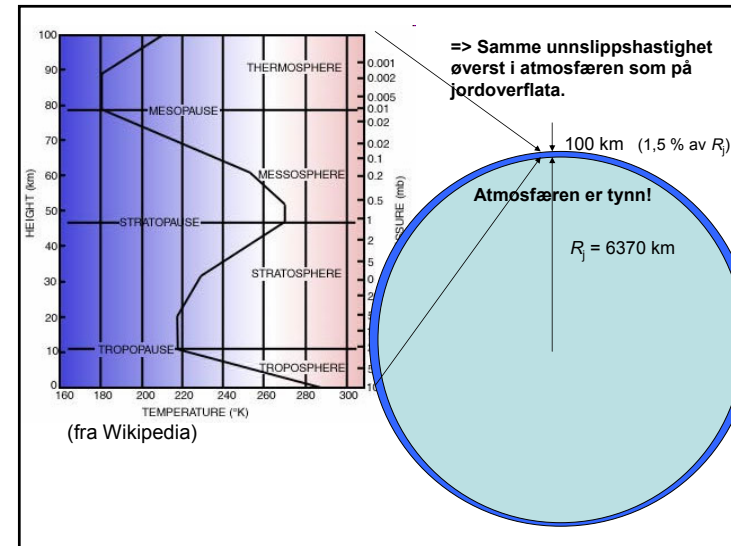 100
90
80
70
60
50
40
30
20
10
0
HEIGHT (km)
THERMOSPHERE
MESOPAUSE
MESSOSPHERE
STRATOPAUSE
STRATOSPHERE
TROPOPAUSE
TROPOSPHERE
0.001
0.002
0.005
0.01
0.02
0.02
0.1
0.2
0.5
1
2
5
160 180 200 220 240 260 280 300
TEMPERATURE (°K)
(fra Wikipedia)
=> Samme unnslippshastighet
øverst i atmosfæren som på
jordoverflata.
100 km (1,5 % av Rj)
Atmosfæren er tynn!
Rj = 6370 km